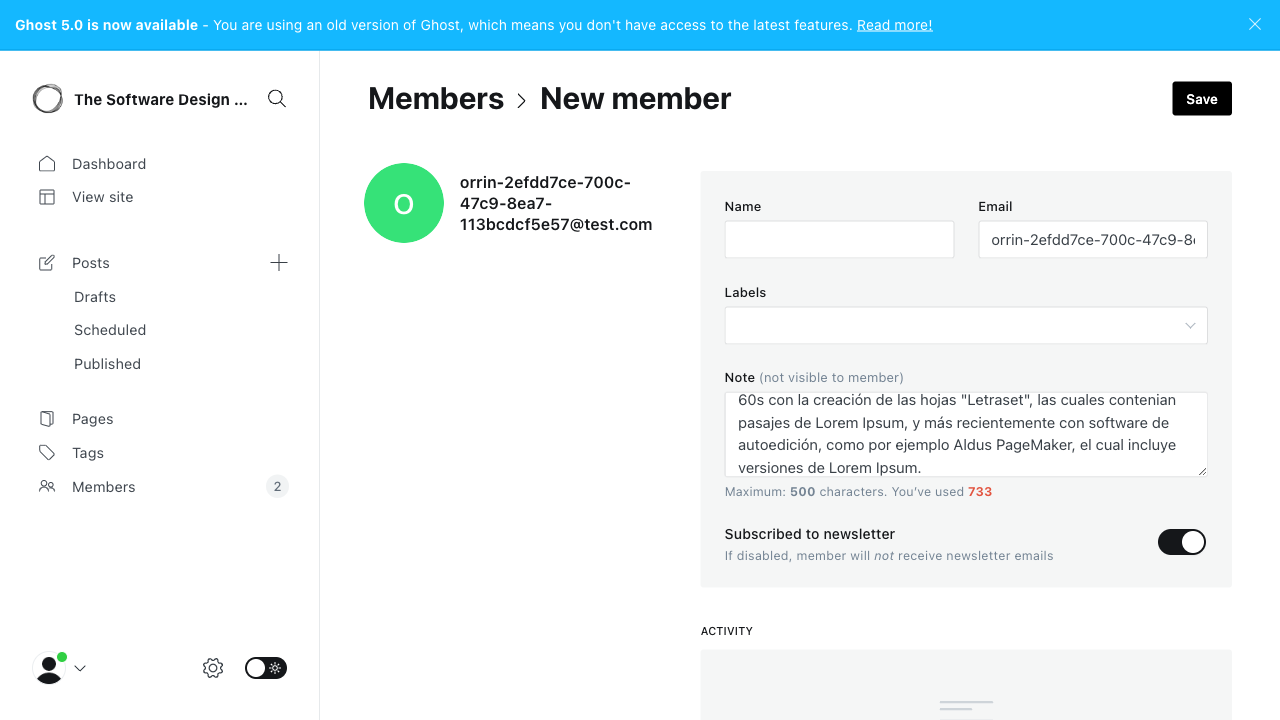 Ghost 5.0 is now available - You are using an old version of Ghost, which means you don't have access to the latest features. Read more!
The Software Design ...
Dashboard
View site
Posts
Drafts
Scheduled
Published
Pages
Tags
Members 2
Members > New member
Save
O
orrin-2efdd7ce-700c-
47c9-8ea7-
113bcdcf5e57@test.com
Name
Email
orrin-2efdd7ce-700c-47c9-8
Labels
Note (not visible to member)
60s con la creación de las hojas "Letraset", las cuales contenian
pasajes de Lorem Ipsum, y más recientemente con software de
autoedición, como por ejemplo Aldus PageMaker, el cual incluye
versiones de Lorem Ipsum.
Maximum: 500 characters. You've used 733
Subscribed to newsletter
If disabled, member will not receive newsletter emails
ACTIVITY